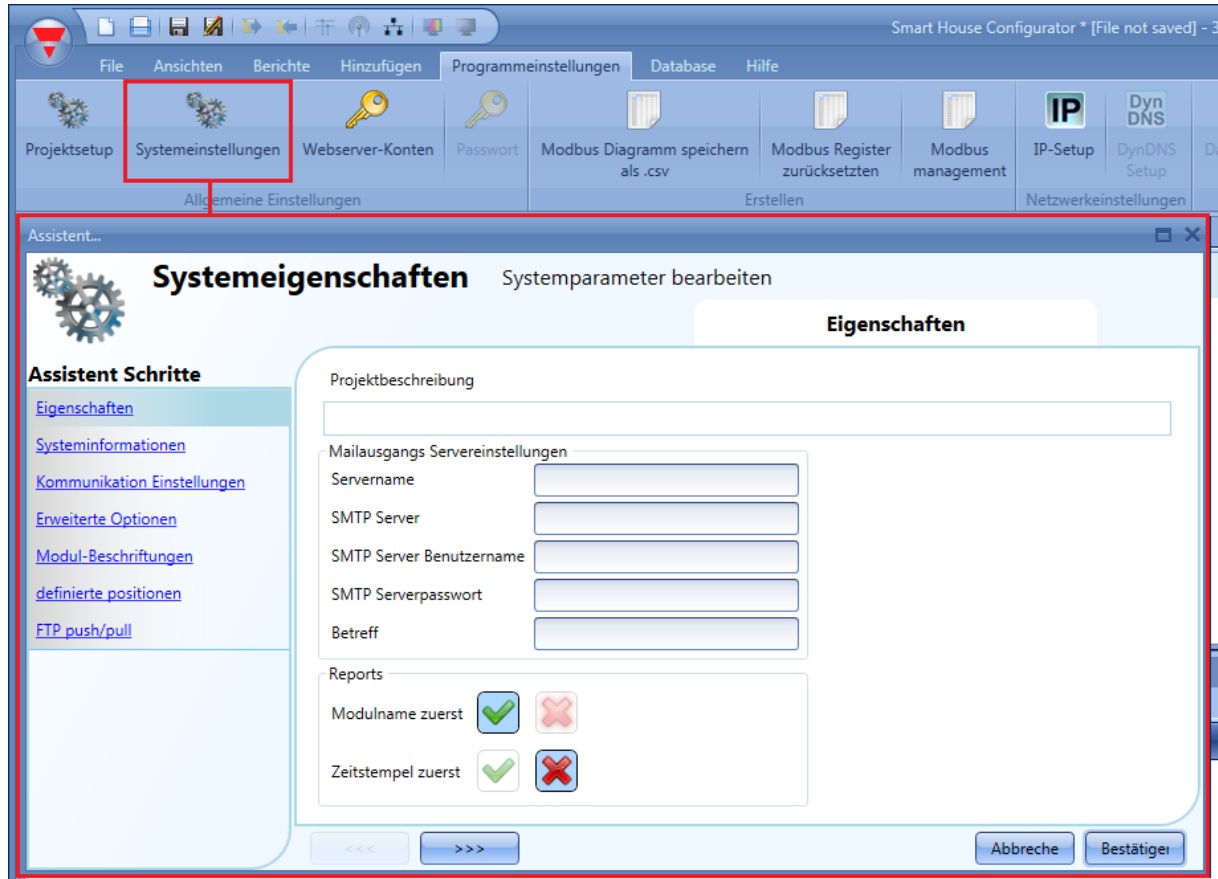 Smart House Configurator * [File not saved] - 3
File Ansichten Berichte Hinzufügen Programmeinstellungen Database Hilfe
IP
Dyn
DNS
Projektsetup Systemeinstellungen Webserver-Konten Passwort Modbus Diagramm speichern als .csv Modbus Register zurücksetzten Modbus management IP-Setup DynDNS Setup
Allgemeine Einstellungen Erstellen Netzwerkeinstellungen
Assistent...
Systemeigenschaften Systemparameter bearbeiten
Eigenschaften
Assistent Schritte
Eigenschaften
Systeminformationen
Kommunikation Einstellungen
Erweiterte Optionen
Modul-Beschriftungen
definierte positionen
FTP push/pull
Projektbeschreibung
Mailausgangs Servereinstellungen
Servername
SMTP Server
SMTP Server Benutzername
SMTP Serverpasswort
Betreff
Reports
Modulname zuerst
Zeitstempel zuerst
<<< >>> Abbreche Bestätiger